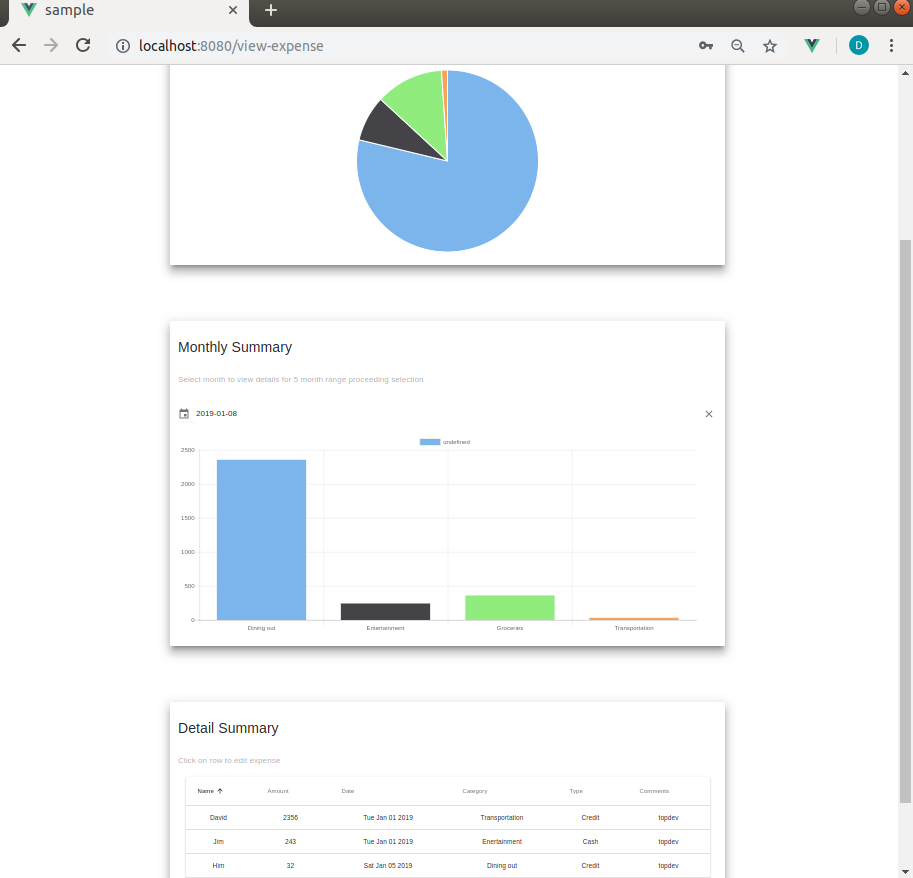 sample
localhost:8080/view-expense
D
Monthly Summary
Select month to view details for 5 month range proceeding selection
2019-01-08
undefined
2500
2000
1500
1000
500
0
Dining out Entertainment Groceries Transportation
Detail Summary
Click on row to edit expense
Name Amount Date Category Type Comments
David 2356 Tue Jan 01 2019 Transportation Credit topdev
Jim 243 Tue Jan 01 2019 Enertainment Cash topdev
Him 32 Sat Jan 05 2019 Dining out Credit topdev